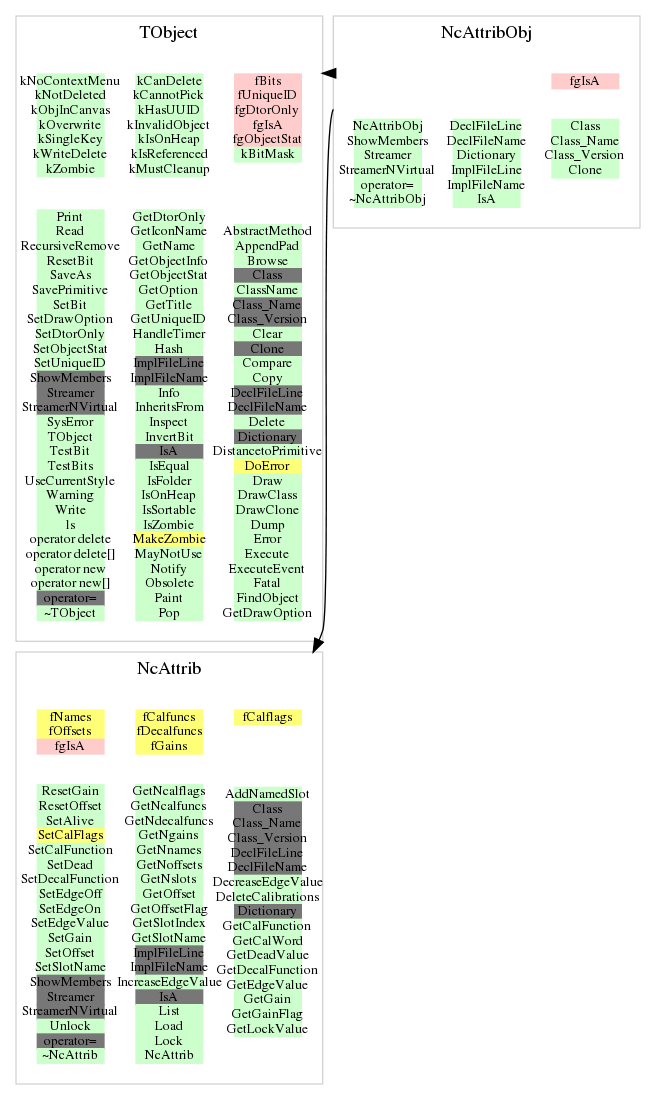 TObject
kNoContextMenu
kNotDeleted
kObjInCanvas
kOverwrite
kSingleKey
kWriteDelete
kZombie
kCanDelete
kCannotPick
kHasUUID
kInvalidObject
kIsOnHeap
kIsReferenced
kMustCleanup
fBits
fUniqueID
fgDtorOnly
fgIsA
fgObjectStat
kBitMask
Print
Read
RecursiveRemove
ResetBit
SaveAs
SavePrimitive
SetBit
SetDrawOption
SetDtorOnly
SetObjectStat
SetUniqueID
ShowMembers
Streamer
StreamerNVirtual
SysError
TObject
TestBit
TestBits
UseCurrentStyle
Warning
Write
ls
operator delete
operator delete[]
operator new
operator new[]
operator=
~TObject
GetDtorOnly
GetIconName
GetName
GetObjectInfo
GetObjectStat
GetOption
GetTitle
GetUniqueID
HandleTimer
Hash
ImplFileLine
ImplFileName
Info
InheritsFrom
Inspect
InvertBit
IsA
IsEqual
IsFolder
IsOnHeap
IsSortable
IsZombie
MakeZombie
MayNotUse
Notify
Obsolete
Paint
Pop
AbstractMethod
AppendPad
Browse
Class
ClassName
Class_Name
Class_Version
Clear
Clone
Compare
Copy
DeclFileLine
DeclFileName
Delete
Dictionary
DistancetoPrimitive
DoError
Draw
DrawClass
DrawClone
Dump
Error
Execute
ExecuteEvent
Fatal
FindObject
GetDrawOption
NcAttribObj
fgIsA
NcAttribObj
ShowMembers
Streamer
StreamerNVirtual
operator=
~NcAttribObj
DeclFileLine
DeclFileName
Dictionary
ImplFileLine
ImplFileName
IsA
Class
Class_Name
Class_Version
Clone
NcAttrib
fNames
fOffsets
fgIsA
fCalfuncs
fDecalfuncs
fGains
fCalflags
ResetGain
ResetOffset
SetAlive
SetCalFlags
SetCalFunction
SetDead
SetDecalFunction
SetEdgeOff
SetEdgeOn
SetEdgeValue
SetGain
SetOffset
SetSlotName
ShowMembers
Streamer
StreamerNVirtual
Unlock
operator=
~NcAttrib
GetNcalflags
GetNcalfuncs
GetNdecalfuncs
GetNgains
GetNnames
GetNoffsets
GetNslots
GetOffset
GetOffsetFlag
GetSlotIndex
GetSlotName
ImplFileLine
ImplFileName
IncreaseEdgeValue
IsA
List
Load
Lock
NcAttrib
AddNamedSlot
Class
Class_Name
Class_Version
DeclFileLine
DeclFileName
DecreaseEdgeValue
DeleteCalibrations
Dictionary
GetCalFunction
GetCalWord
GetDeadValue
GetDecalFunction
GetEdgeValue
GetGain
GetGainFlag
GetLockValue